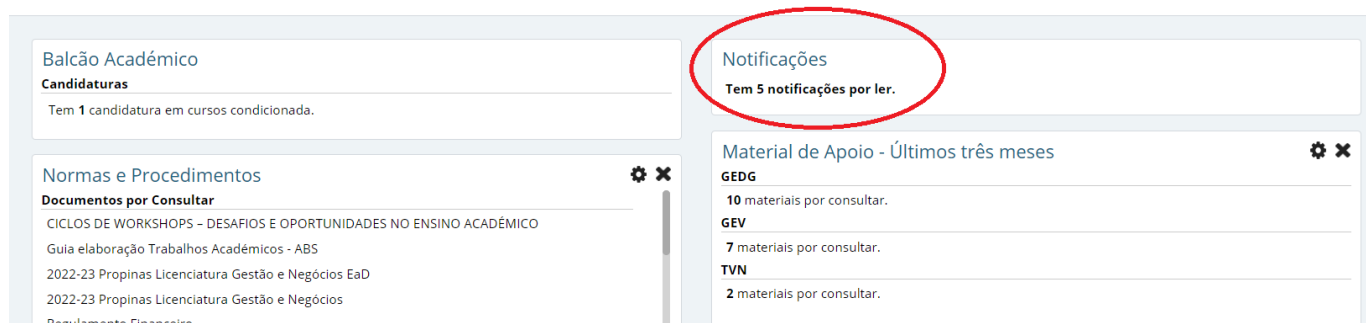 Balcão Académico
Candidaturas
Tem 1 candidatura em cursos condicionada.
Normas e Procedimentos
Documentos por Consultar
CICLOS DE WORKSHOPS – DESAFIOS E OPORTUNIDADES NO ENSINO ACADÉMICO
Guia elaboração Trabalhos Académicos - ABS
2022-23 Propinas Licenciatura Gestão e Negócios EaD
2022-23 Propinas Licenciatura Gestão e Negócios
Regulamento Financeiro
Notificações
Tem 5 notificações por ler.
Material de Apoio - Últimos três meses
GEDG
10 materiais por consultar.
GEV
7 materiais por consultar.
TVN
2 materiais por consultar.